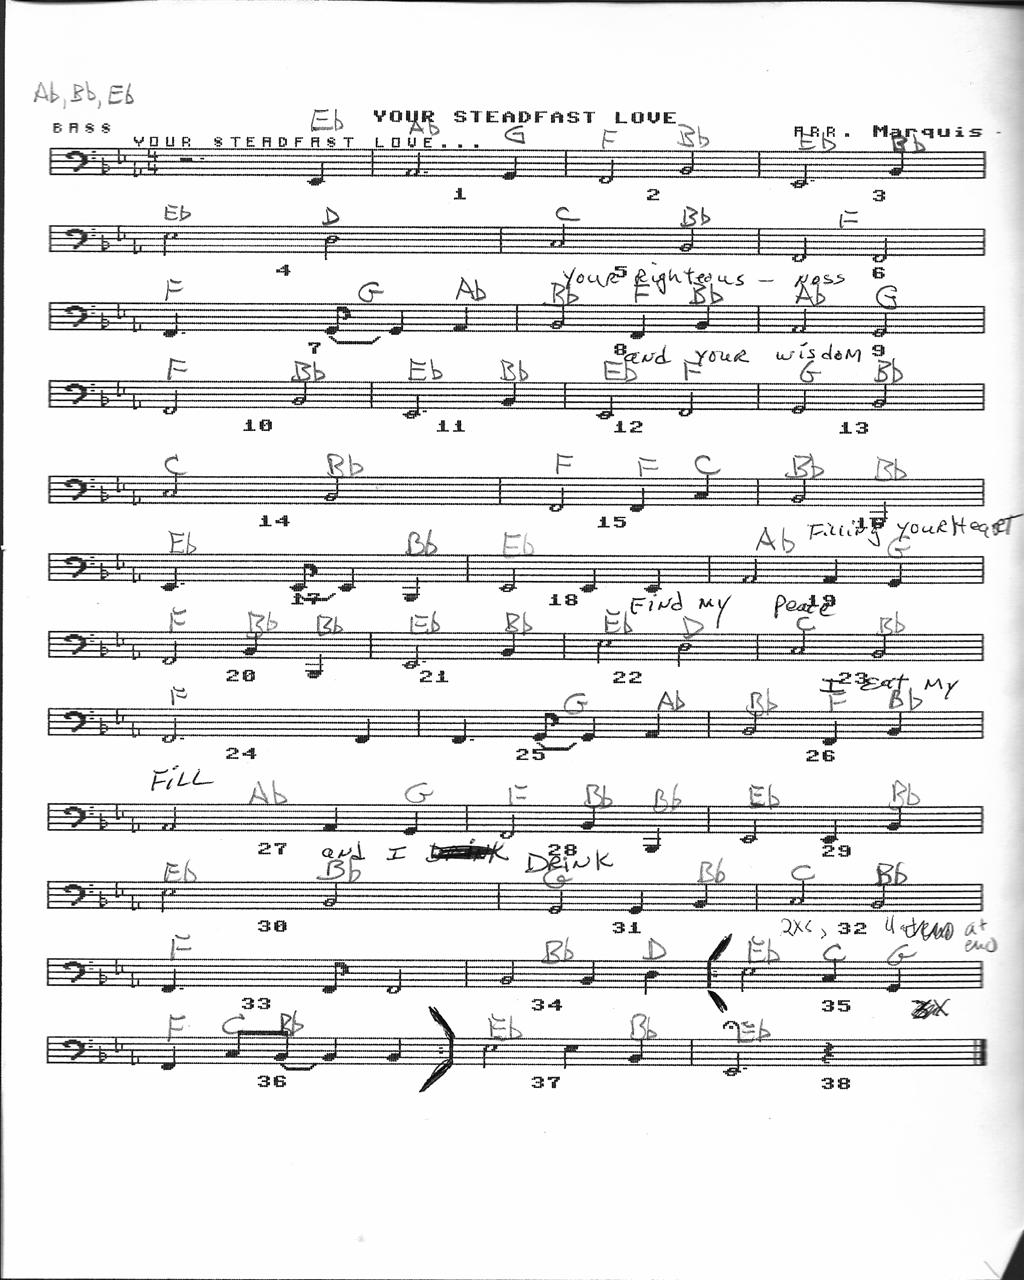 Ab, Bb, Eb
YOUR STEADFAST LOVE
BASS Eb Ab G F Bb Eb Bb ARR. Marquis
YOUR STEADFAST LOVE...
4 4
1 2 3
Eb D C Bb F
4 5 6
Your Righteous - ness
F G Ab Bb F Bb Ab G
7 8 9
and your wisdom
F Bb Eb Bb Eb F G Bb
10 11 12 13
C Bb F F C Bb Bb
14 15 16
Filling your Heart
Eb Bb Eb Ab G
17 18 19
Find my Peace
F Bb Bb Eb Bb Eb D C Bb
20 21 22 23
I eat my
F G Ab Bb F Bb
24 25 26
Fill
Ab G F Bb Bb Eb Bb
27 28 29
and I Drink
Eb Bb G Bb C Bb
30 31 32
2xs, end at end
F Bb D Eb C G
33 34 35
F C Bb Eb Bb Eb
36 37 38